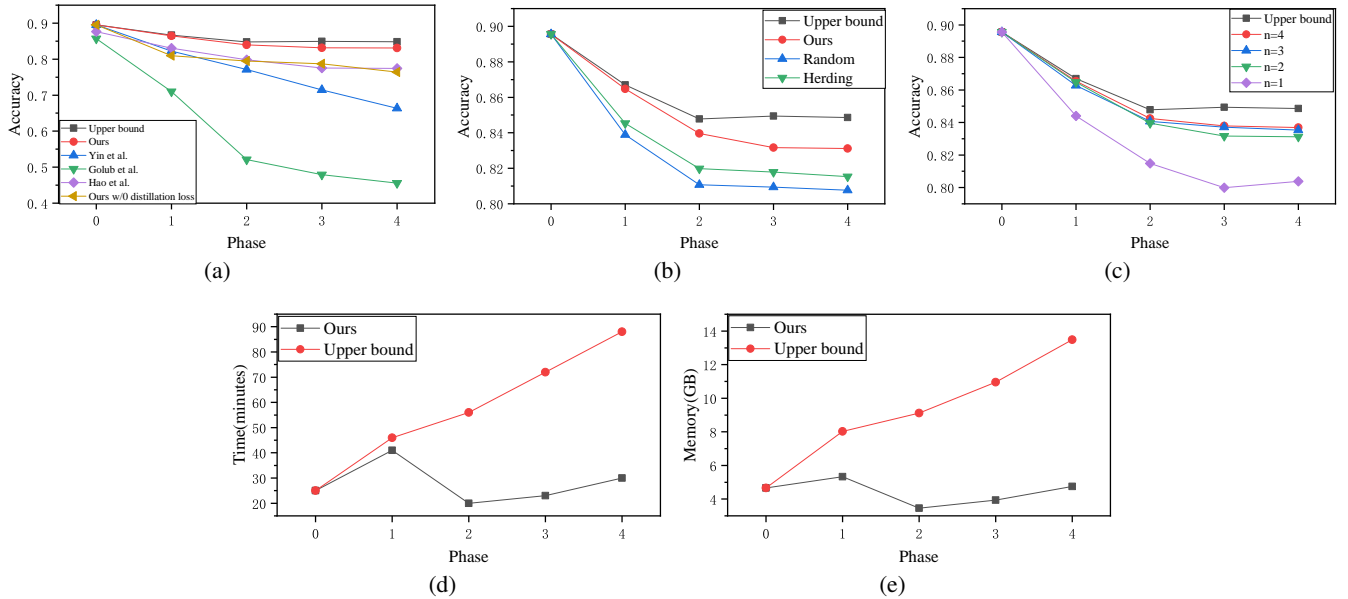 0.9
0.8
0.7
0.6
0.5
0.4
Accuracy
Upper bound
Ours
Yin et al.
Golub et al.
Hao et al.
Ours w/0 distillation loss
0 1 2 3 4
Phase
(a)
0.90
0.88
0.86
0.84
0.82
0.80
Accuracy
Upper bound
Ours
Random
Herding
0 1 2 3 4
Phase
(b)
0.90
0.88
0.86
0.84
0.82
0.80
Accuracy
Upper bound
n=4
n=3
n=2
n=1
0 1 2 3 4
Phase
(c)
90
80
70
60
50
40
30
20
Time(minutes)
Ours
Upper bound
0 1 2 3 4
Phase
(d)
14
12
10
8
6
4
Memory(GB)
Ours
Upper bound
0 1 2 3 4
Phase
(e)